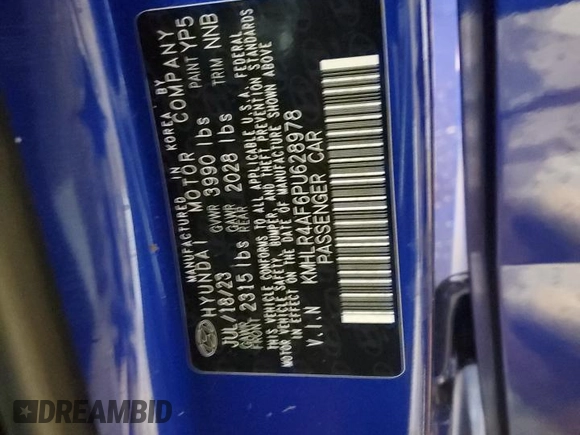 MANUFACTURED IN KOREA BY
HYUNDAI MOTOR COMPANY
JUL/18/23 GVWR 3990 lbs PAINT YP5
GAWR FRONT 2315 lbs GAWR REAR 2028 lbs TRIM NNB
THIS VEHICLE CONFORMS TO ALL APPLICABLE U.S.A. FEDERAL
MOTOR VEHICLE SAFETY, BUMPER, AND THEFT PREVENTION STANDARDS
IN EFFECT ON THE DATE OF MANUFACTURE SHOWN ABOVE
V.I.N KMHLR4AF6PU628978
PASSENGER CAR
DREAMBID